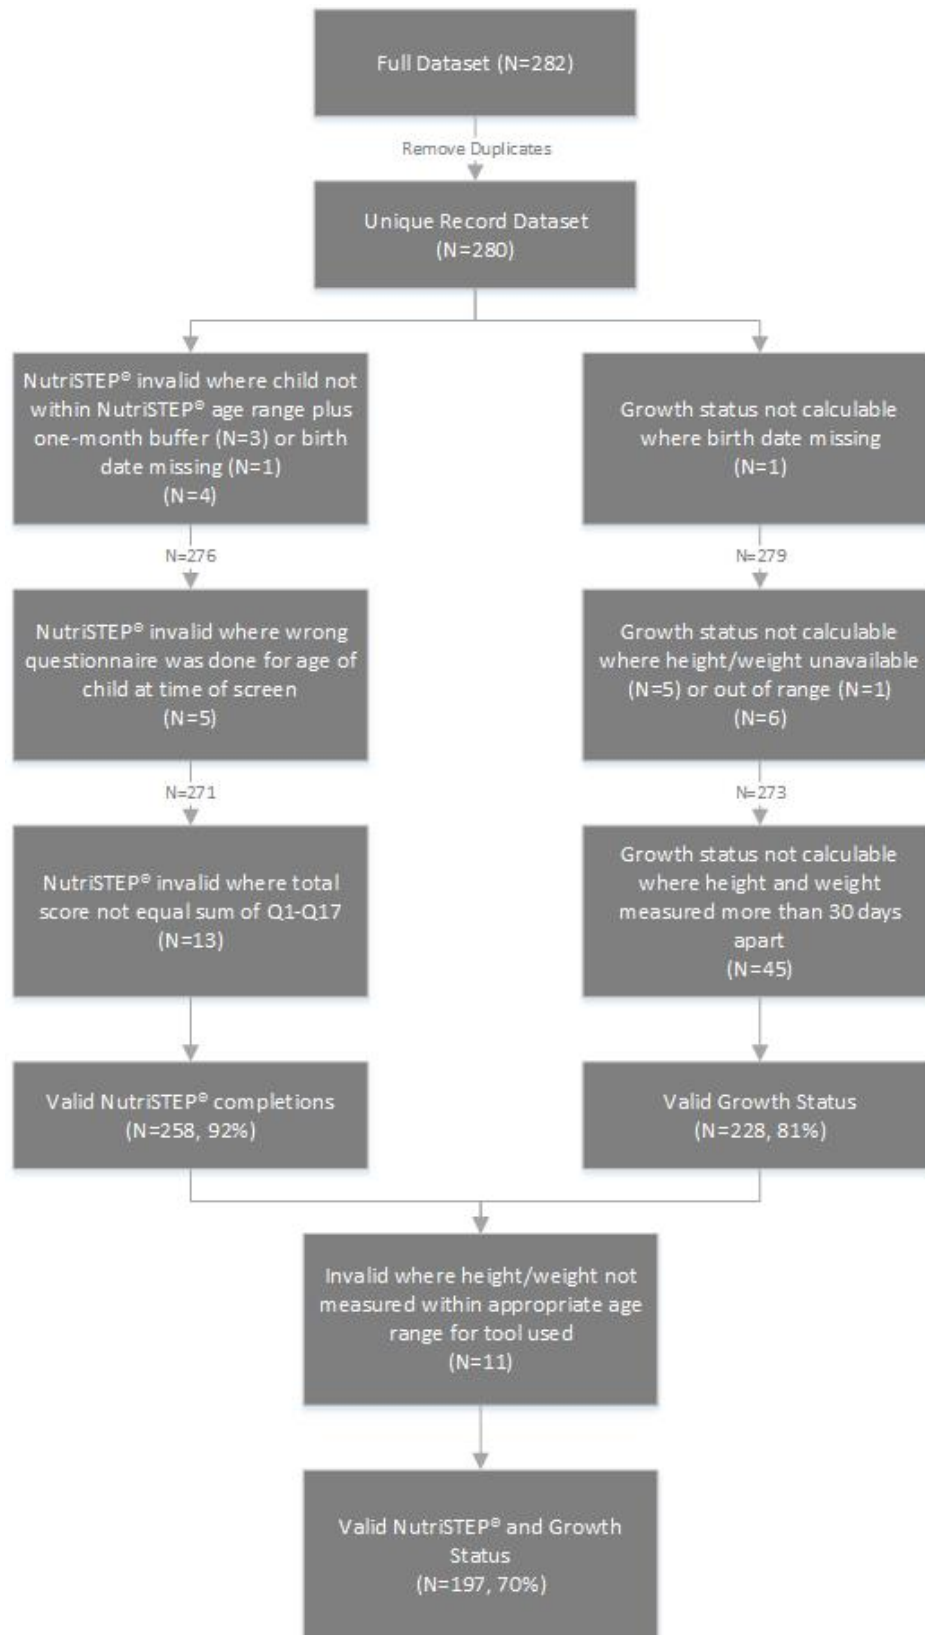 Full Dataset (N=282)
Remove Duplicates
Unique Record Dataset
(N=280)
NutriSTEP® invalid where child not
within NutriSTEP® age range plus
one-month buffer (N=3) or birth
date missing (N=1)
(N=4)
N=276
NutriSTEP® invalid where wrong
questionnaire was done for age of
child at time of screen
(N=5)
N=271
NutriSTEP® invalid where total
score not equal sum of Q1-Q17
(N=13)
Valid NutriSTEP® completions
(N=258, 92%)
Growth status not calculable
where birth date missing
(N=1)
N=279
Growth status not calculable
where height/weight unavailable
(N=5) or out of range (N=1)
(N=6)
N=273
Growth status not calculable
where height and weight
measured more than 30 days
apart
(N=45)
Valid Growth Status
(N=228, 81%)
Invalid where height/weight not
measured within appropriate age
range for tool used
(N=11)
Valid NutriSTEP® and Growth
Status
(N=197, 70%)